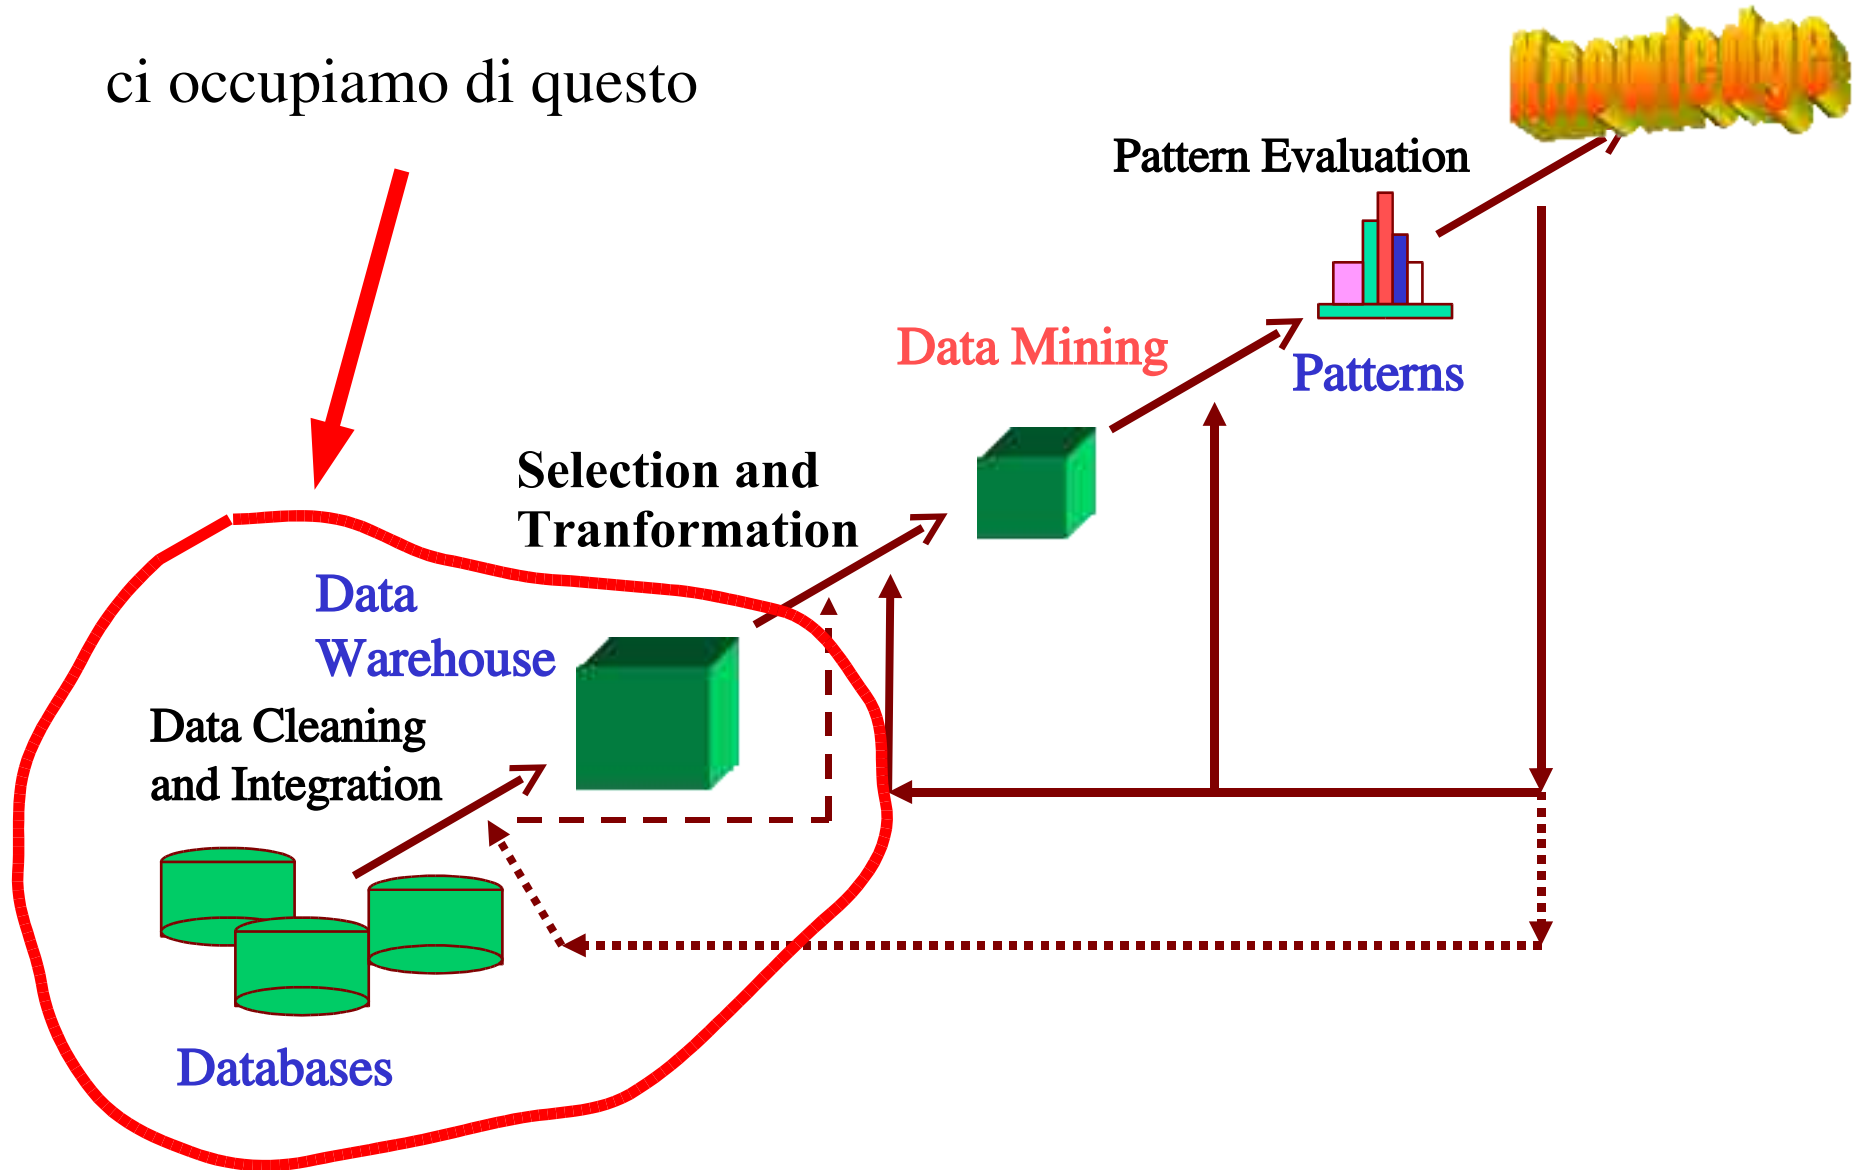 ci occupiamo di questo
Knowledge
Pattern Evaluation
Data Mining
Patterns
Selection and
Tranformation
Data
Warehouse
Data Cleaning
and Integration
Databases